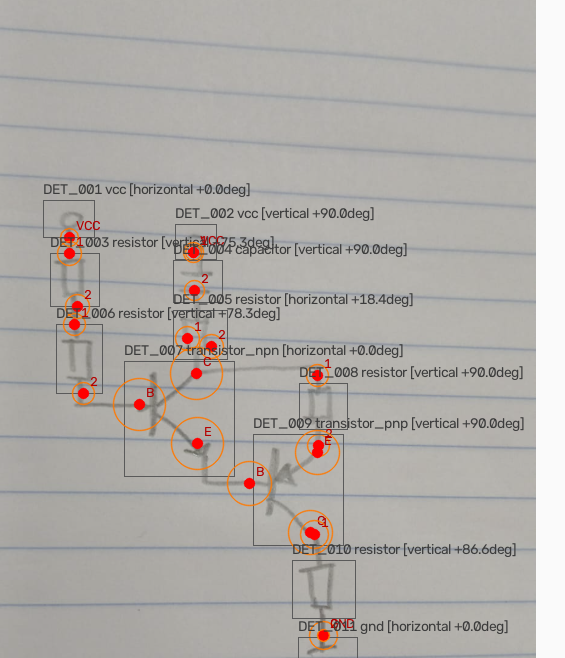 DET_001 vcc [horizontal +0.0deg]
VCC
DET_002 vcc [vertical +90.0deg]
DET_003 resistor [vertical +75.3deg]
1
DET_004 capacitor [vertical +90.0deg]
2
2
DET_005 resistor [horizontal +18.4deg]
DET_006 resistor [vertical +78.3deg]
1
1
2
DET_007 transistor_npn [horizontal +0.0deg]
C
1
DET_008 resistor [vertical +90.0deg]
2
B
DET_009 transistor_pnp [vertical +90.0deg]
E
E
B
C
1
DET_010 resistor [vertical +86.6deg]
GND
DET_011 gnd [horizontal +0.0deg]